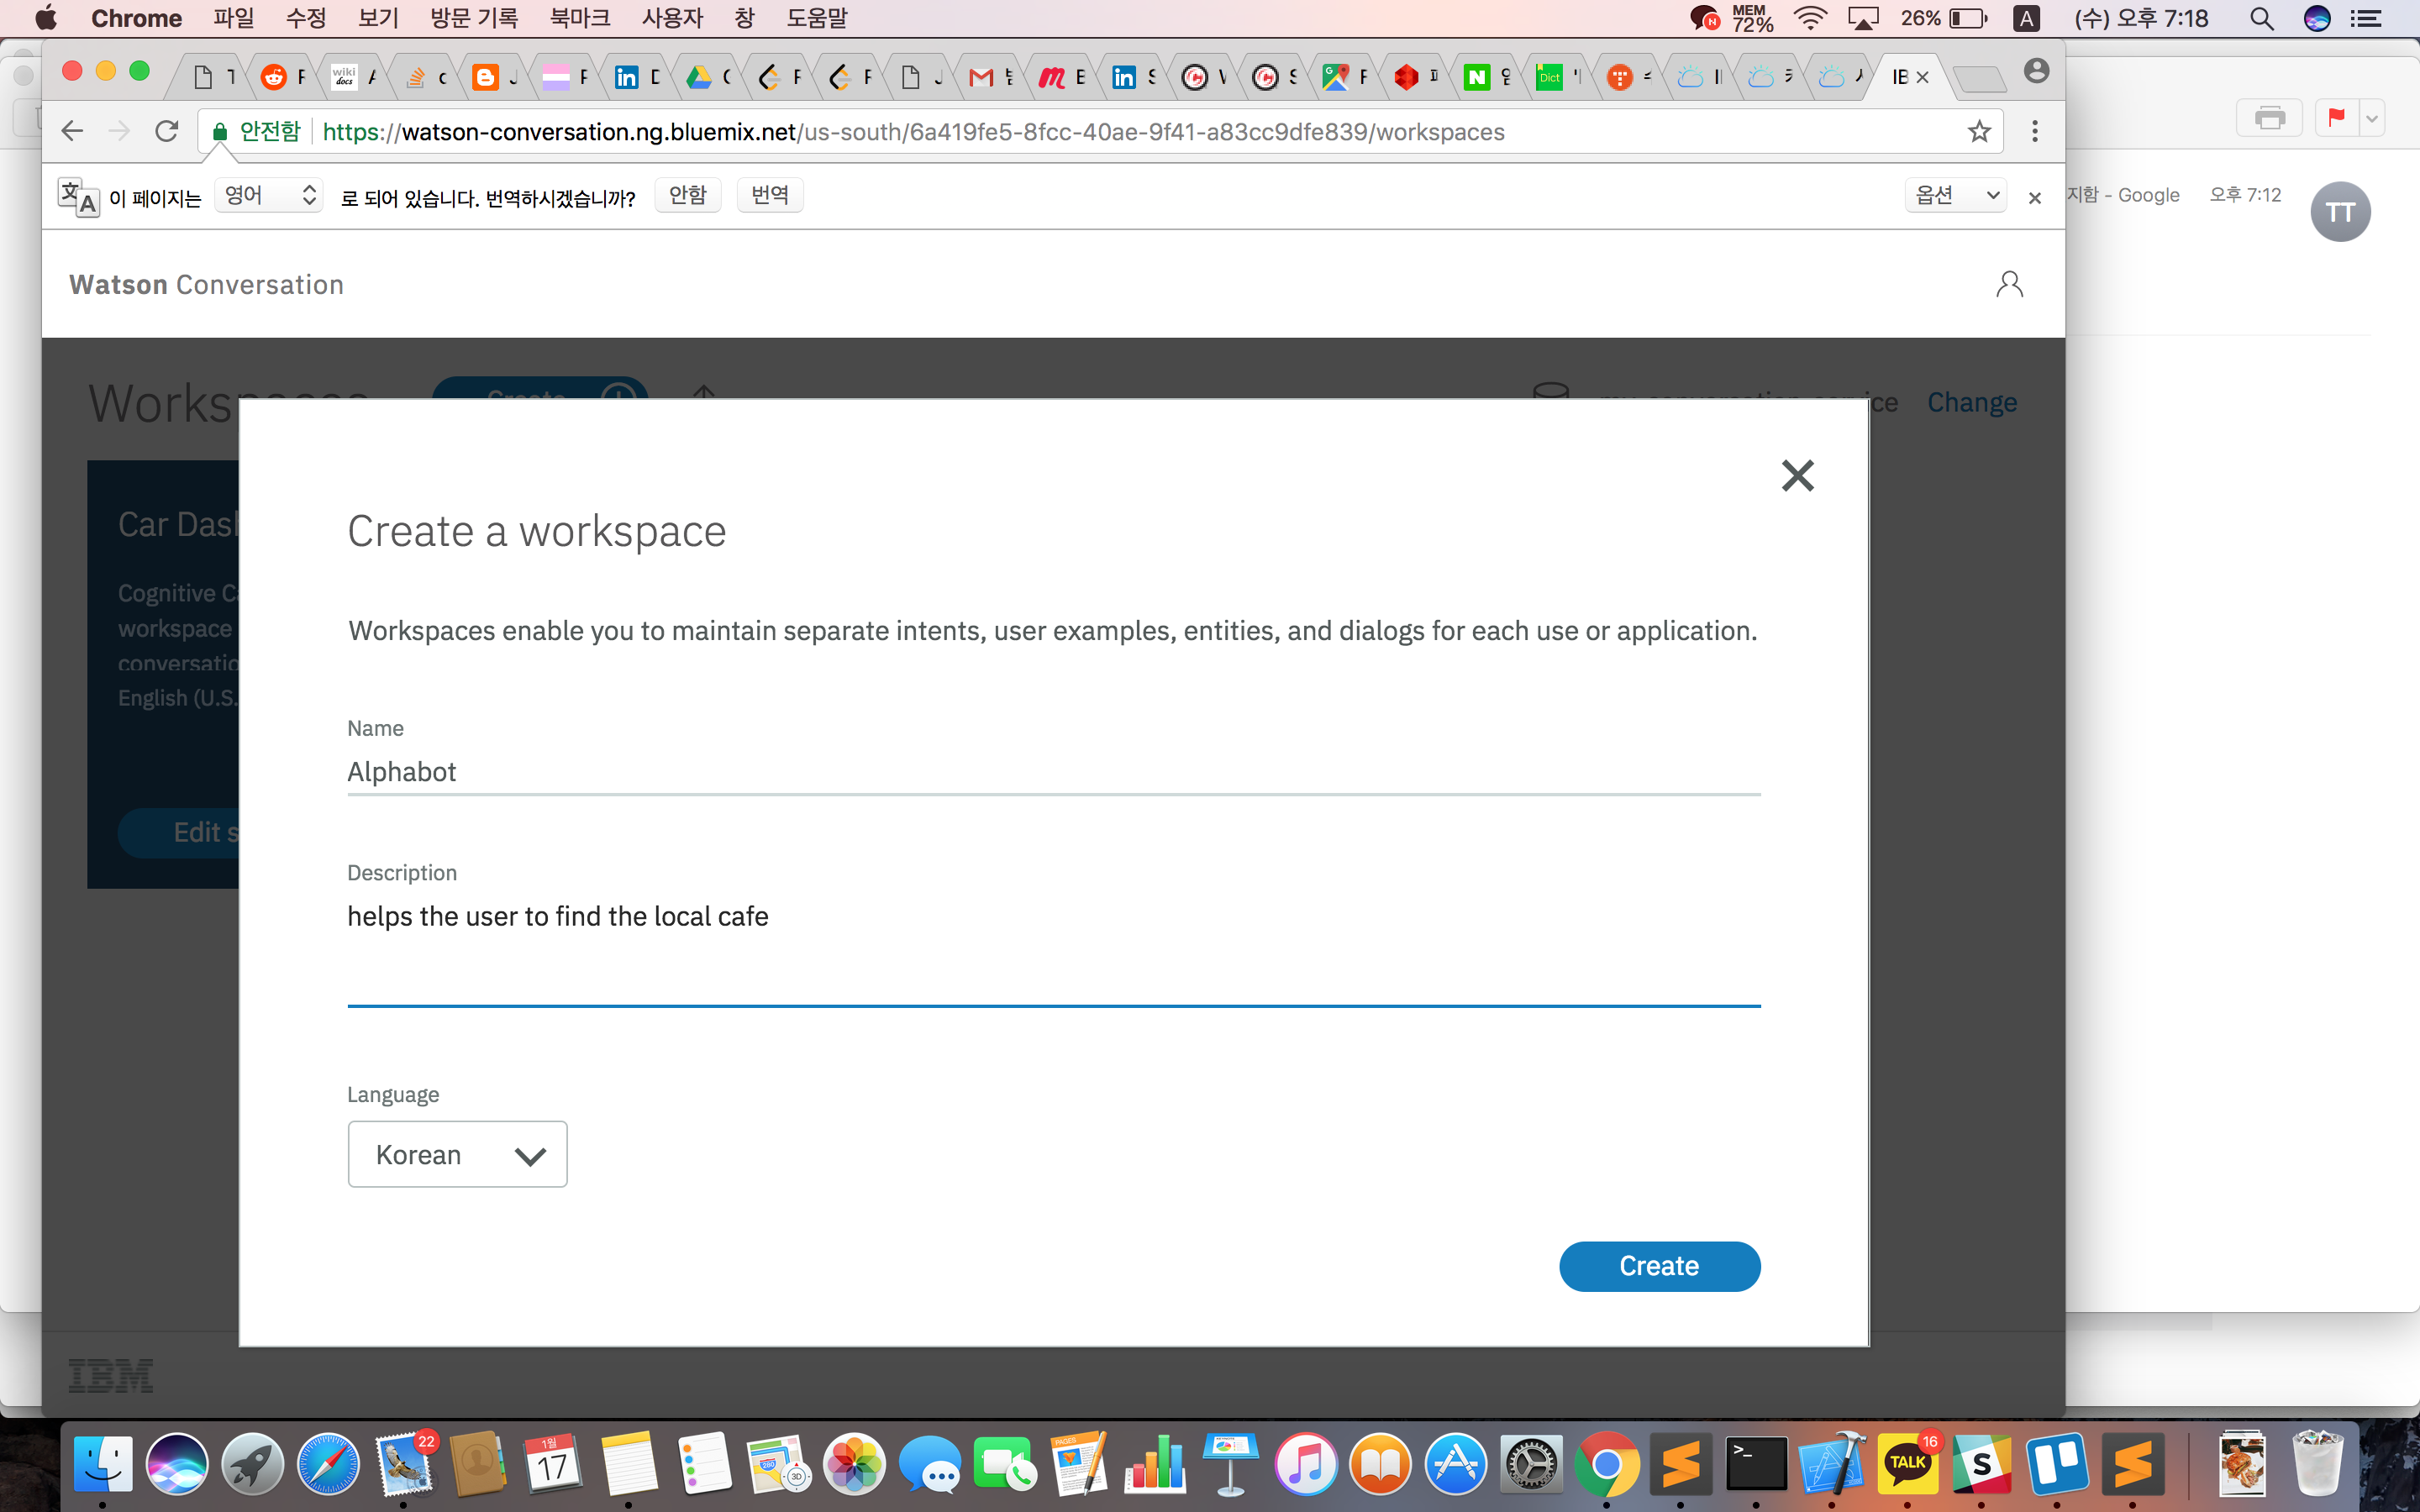 Chrome 파일 수정 보기 방문 기록 북마크 사용자 창 도움말 MEM 72% 26% A (수) 오후 7:18
안전함 https://watson-conversation.ng.bluemix.net/us-south/6a419fe5-8fcc-40ae-9f41-a83cc9dfe839/workspaces
이 페이지는 영어 로 되어 있습니다. 번역하시겠습니까? 안함 번역 옵션
지함 - Google 오후 7:12 TT
Watson Conversation
Change
Create a workspace
Car Dash
Cognitive Ca
workspace
conversatio
English (U.S.
Edit s
Workspaces enable you to maintain separate intents, user examples, entities, and dialogs for each use or application.
Name
Alphabot
Description
helps the user to find the local cafe
Language
Korean
Create
IBM
22 1월 17 TALK 16